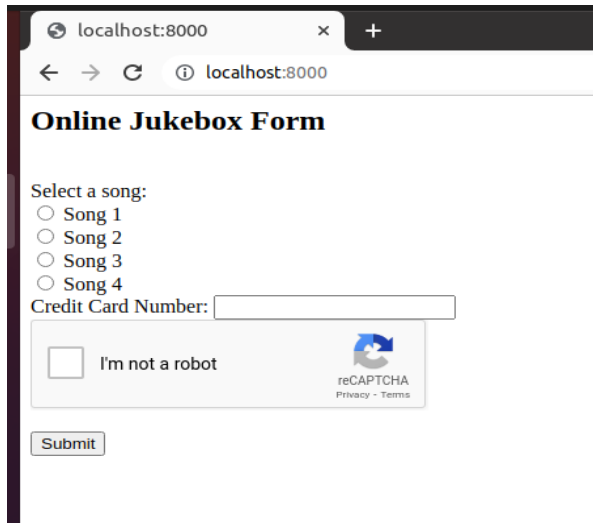 localhost:8000
localhost:8000
Online Jukebox Form
Select a song:
Song 1
Song 2
Song 3
Song 4
Credit Card Number:
I'm not a robot
reCAPTCHA
Privacy - Terms
Submit